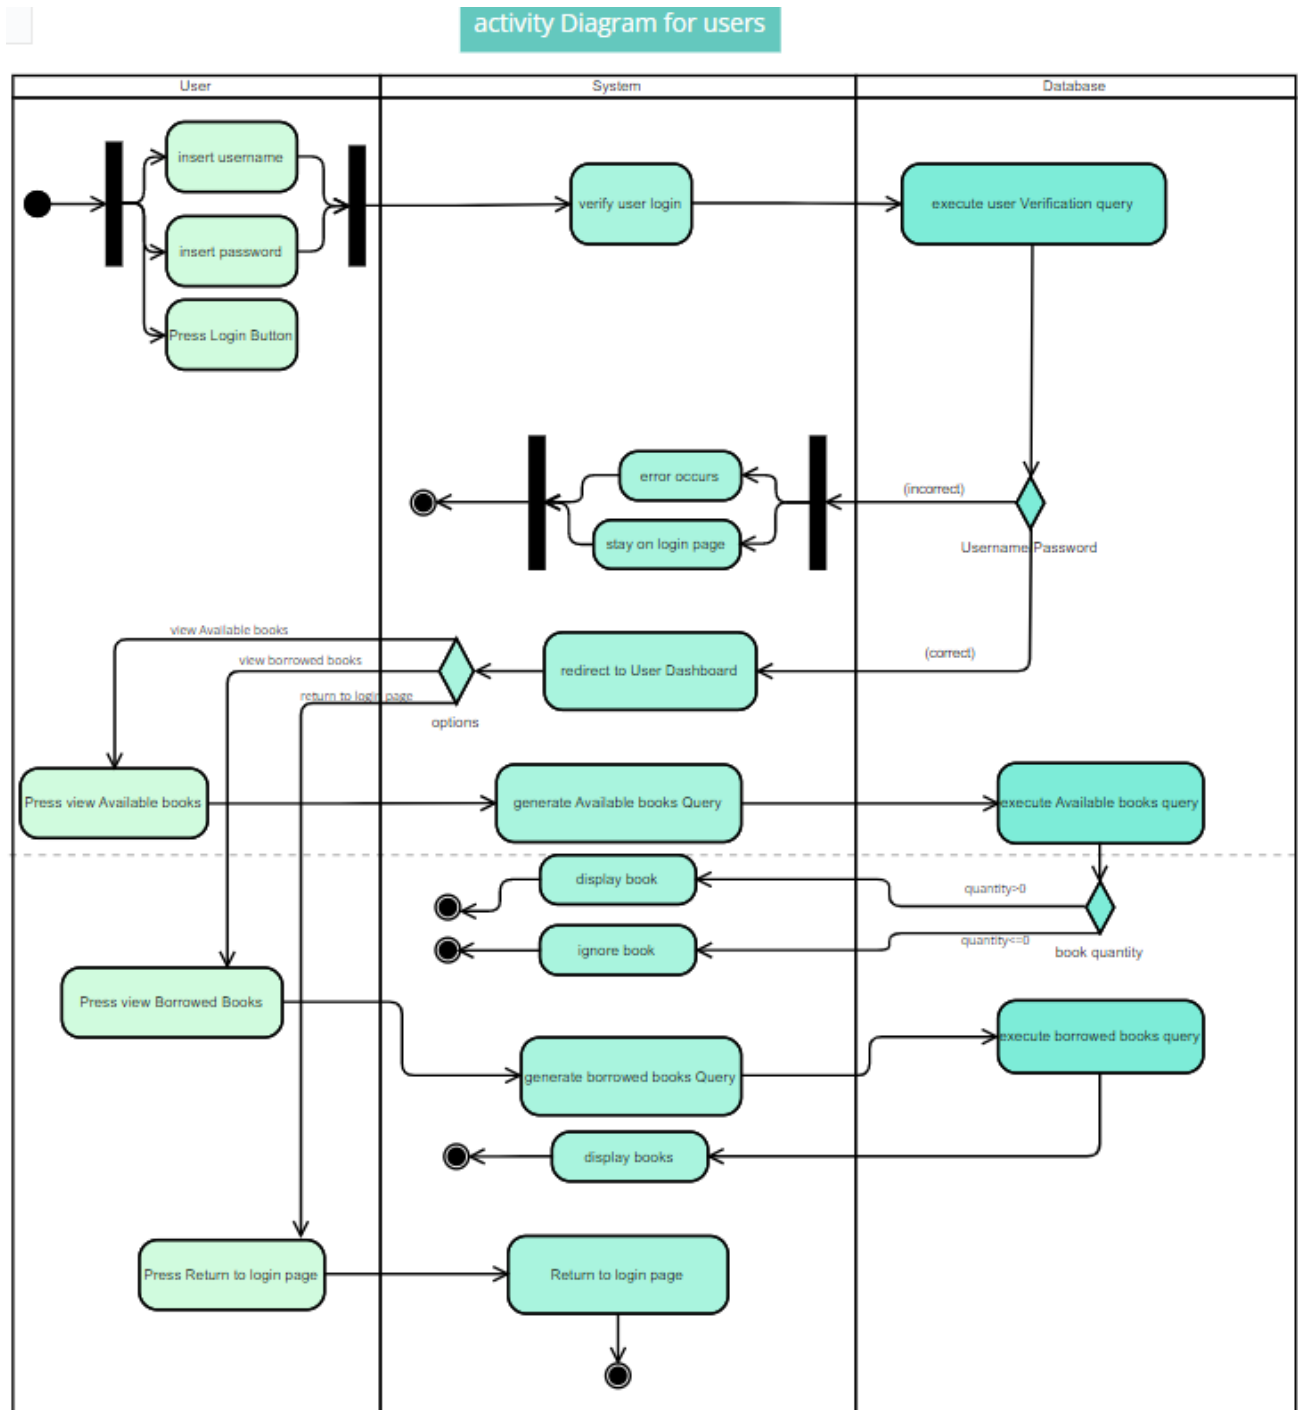 activity Diagram for users
User
System
Database
insert username
insert password
Press Login Button
verify user login
execute user Verification query
error occurs
stay on login page
(incorrect)
Username Password
(correct)
redirect to User Dashboard
options
view Available books
view borrowed books
return to login page
Press view Available books
generate Available books Query
execute Available books query
display book
ignore book
quantity>0
quantity<=0
book quantity
Press view Borrowed Books
generate borrowed books Query
execute borrowed books query
display books
Press Return to login page
Return to login page